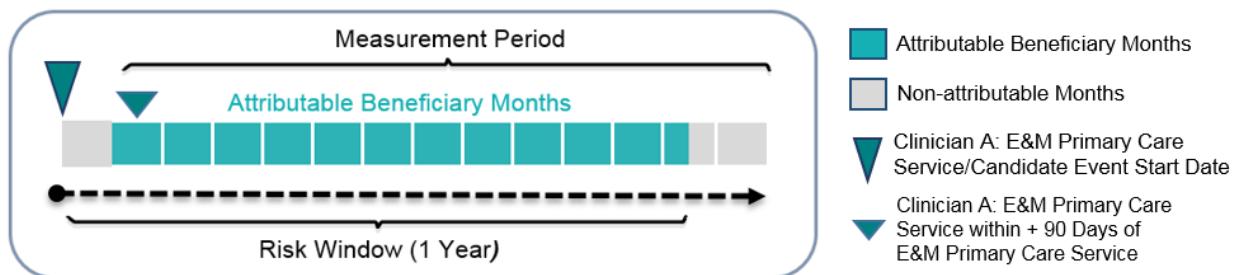 Measurement Period
Attributable Beneficiary Months
Risk Window (1 Year)
Attributable Beneficiary Months
Non-attributable Months
Clinician A: E&M Primary Care
Service/Candidate Event Start Date
Clinician A: E&M Primary Care
Service within + 90 Days of
E&M Primary Care Service